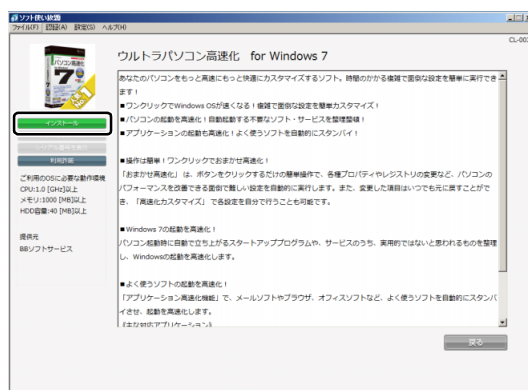 ソフト使い放題
ファイル(F) 認証(A) 設定(S) ヘルプ(H)
CL-003
パソコン高速化
7
No.1
ウルトラパソコン高速化 for Windows 7
インストール
利用許諾
ご利用のOSに必要な動作環境
CPU:1.0 [GHz]以上
メモリ:1000 [MB]以上
HDD容量:40 [MB]以上
提供元
BBソフトサービス
あなたのパソコンをもっと高速にもっと快適にカスタマイズするソフト。時間のかかる複雑で面倒な設定を簡単に実行でき
ます！
■ワンクリックでWindows OSが速くなる！複雑で面倒な設定を簡単カスタマイズ！
■パソコンの起動を高速化！自動起動する不要なソフト・サービスを整理整頓！
■アプリケーションの起動も高速化！よく使うソフトを自動的にスタンバイ！
■操作は簡単！ワンクリックでおまかせ高速化！
「おまかせ高速化」は、ボタンをクリックするだけの簡単操作で、各種プロパティやレジストリの変更など、パソコンの
パフォーマンスを改善できる面倒で難しい設定を自動的に実行します。また、変更した項目はいつでも元に戻すことがで
き、「高速化カスタマイズ」で各設定を自分で行うことも可能です。
■Windows 7の起動を高速化！
パソコン起動時に自動で立ち上がるスタートアッププログラムや、サービスのうち、実用的ではないと思われるものを整理
し、Windowsの起動を高速化します。
■よく使うソフトの起動を高速化！
「アプリケーション高速化機能」で、メールソフトやブラウザ、オフィスソフトなど、よく使うソフトを自動的にスタンバ
イさせ、起動を高速化します。
《主な対応アプリケーション》
戻る